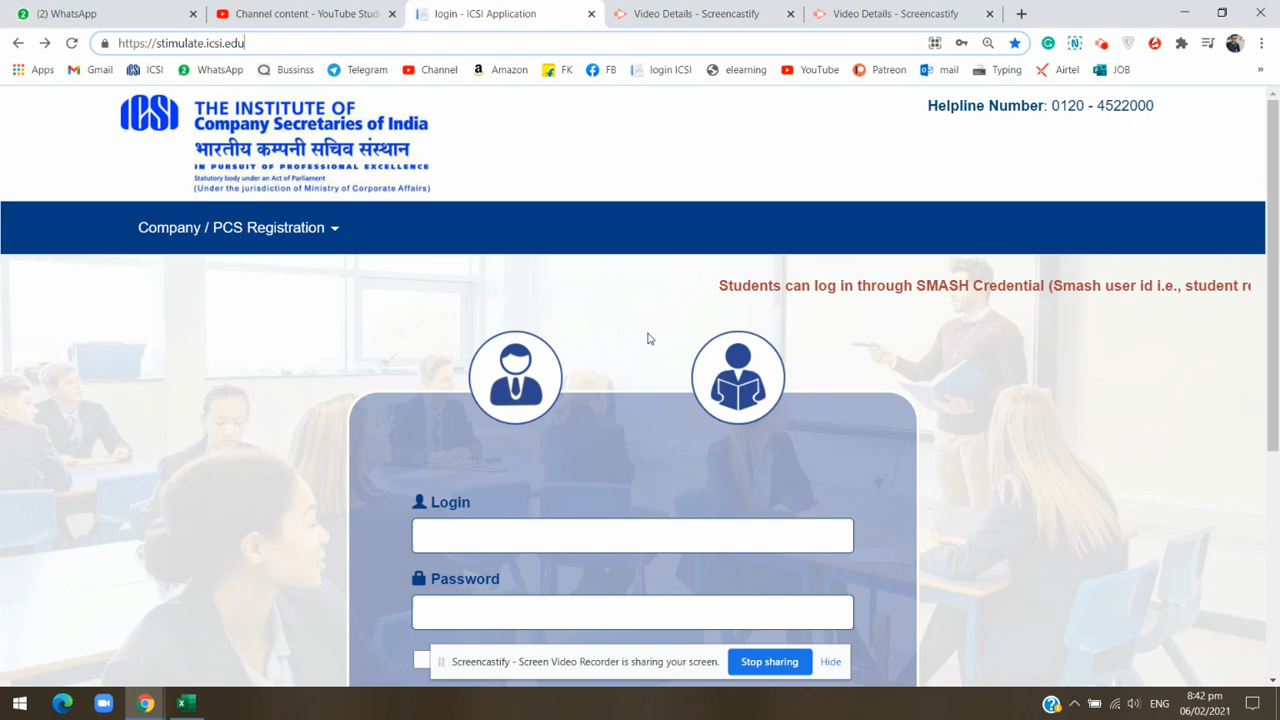 (2) WhatsApp
Channel content - YouTube Studi
login - ICSI Application
Video Details - Screencastify
Video Details - Screencastify
https://stimulate.icsi.edu
Apps Gmail ICSI WhatsApp Bussinss Telegram Channel Amazon FK FB login ICSI elearning YouTube Patreon mail Typing Airtel JOB »
ICSI
THE INSTITUTE OF
Company Secretaries of India
भारतीय कम्पनी सचिव संस्थान
IN PURSUIT OF PROFESSIONAL EXCELLENCE
Statutory body under an Act of Parliament
(Under the jurisdiction of Ministry of Corporate Affairs)
Helpline Number: 0120 - 4522000
Company / PCS Registration
Students can log in through SMASH Credential (Smash user id i.e., student re
Login
Password
Screencastify - Screen Video Recorder is sharing your screen. Stop sharing Hide
ENG
8:42 pm
06/02/2021